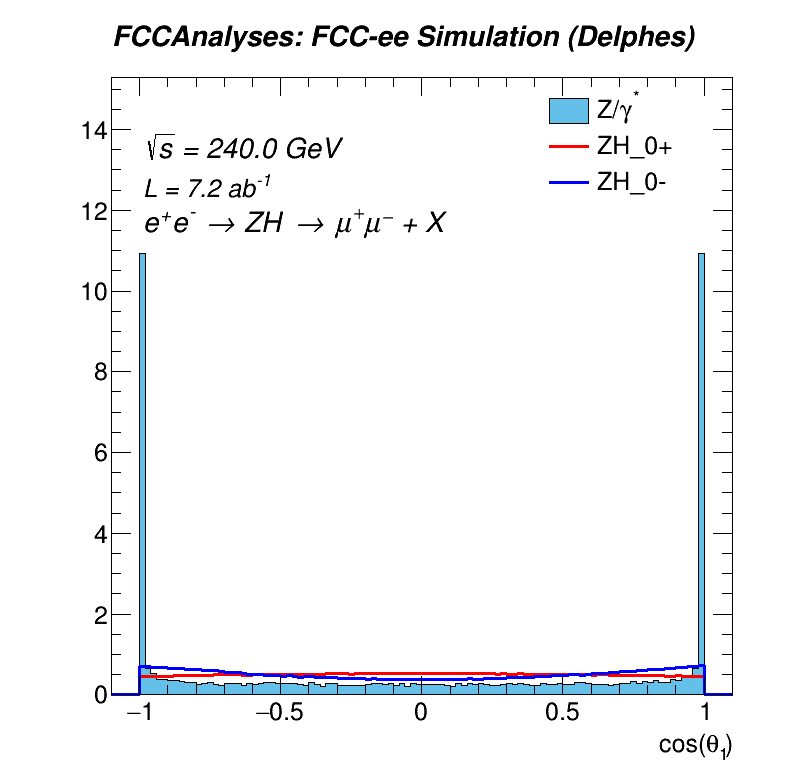 FCCAnalyses: FCC-ee Simulation (Delphes)
Z/γ*
√s = 240.0 GeV
ZH_0+
L = 7.2 ab⁻¹
ZH_0-
e⁺e⁻ → ZH → μ⁺μ⁻ + X
14
12
10
8
6
4
2
0
−1 −0.5 0 0.5 1
cos(θ₁)